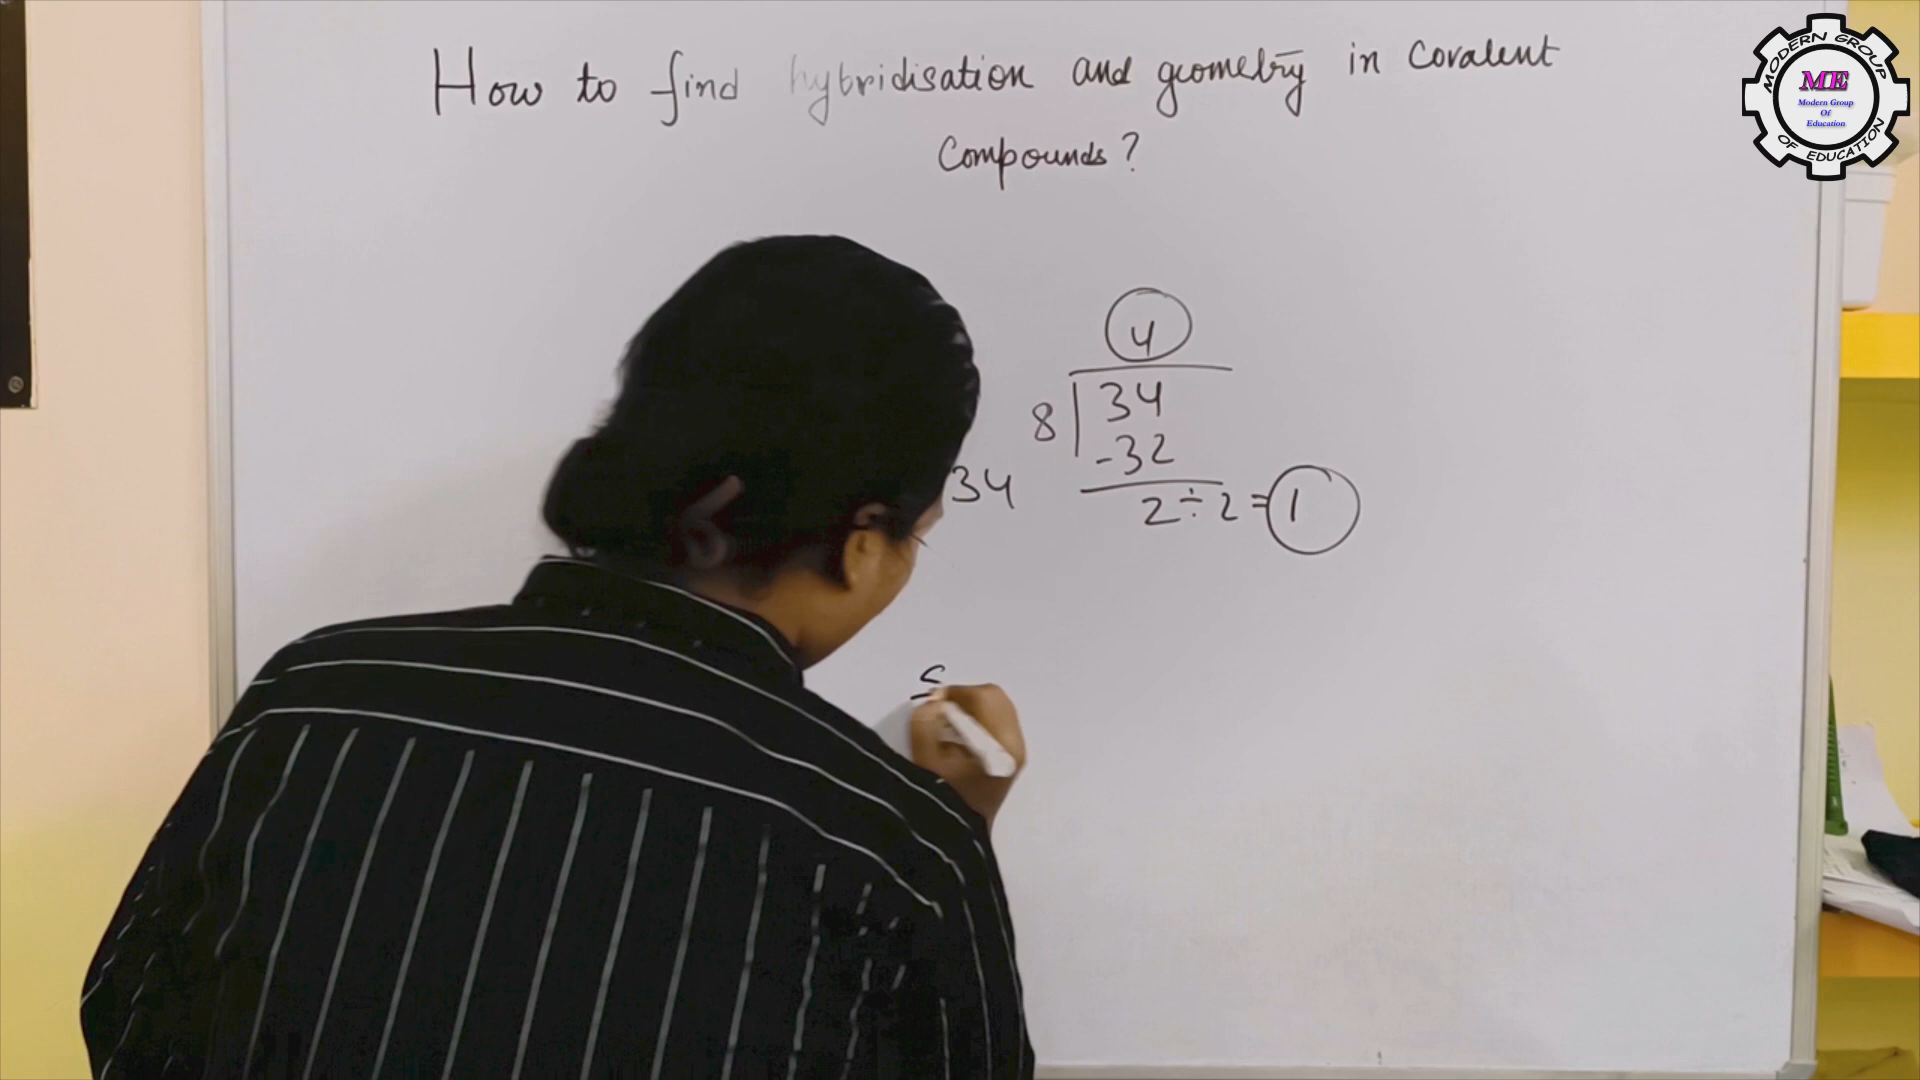 How to find hybridisation and geometry in Covalent
Compounds?
4
8 34
-32
34
2 ÷ 2 = 1
S
MODERN GROUP
ME
Modern Group
Of
Education
OF EDUCATION